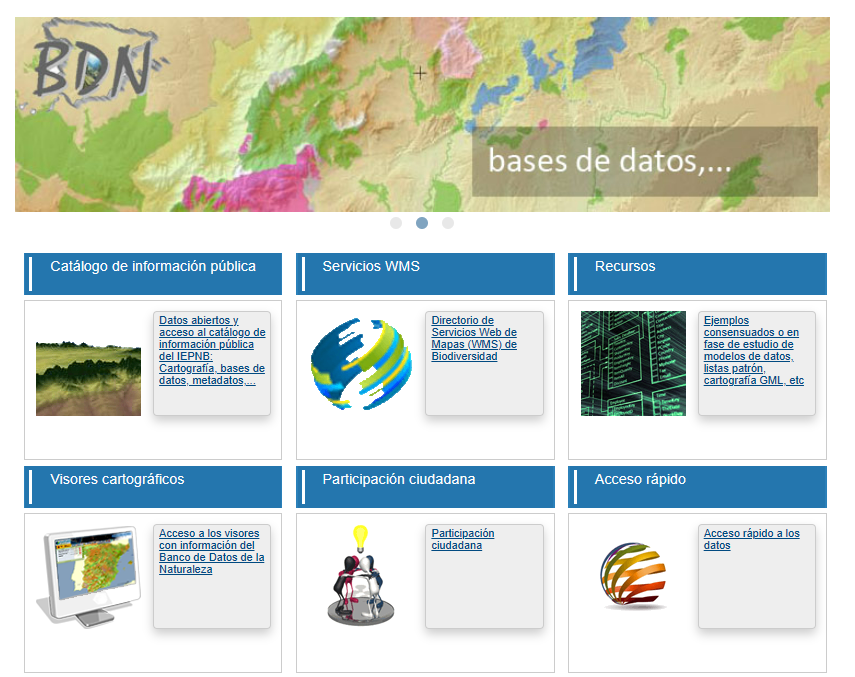 BDN
bases de datos,...
Catálogo de información pública
Datos abiertos y
acceso al catálogo de
información pública
del IEPNB:
Cartografía, bases de
datos, metadatos,...
Servicios WMS
Directorio de
Servicios Web de
Mapas (WMS) de
Biodiversidad
Recursos
Ejemplos
consensuados o en
fase de estudio de
modelos de datos,
listas patrón,
cartografía GML, etc
Visores cartográficos
Acceso a los visores
con información del
Banco de Datos de la
Naturaleza
Participación ciudadana
Participación
ciudadana
Acceso rápido
Acceso rápido a los
datos